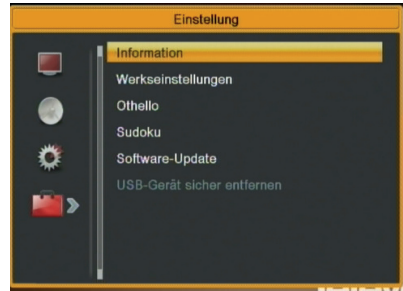 Einstellung
Information
Werkseinstellungen
Othello
Sudoku
Software-Update
USB-Gerät sicher entfernen